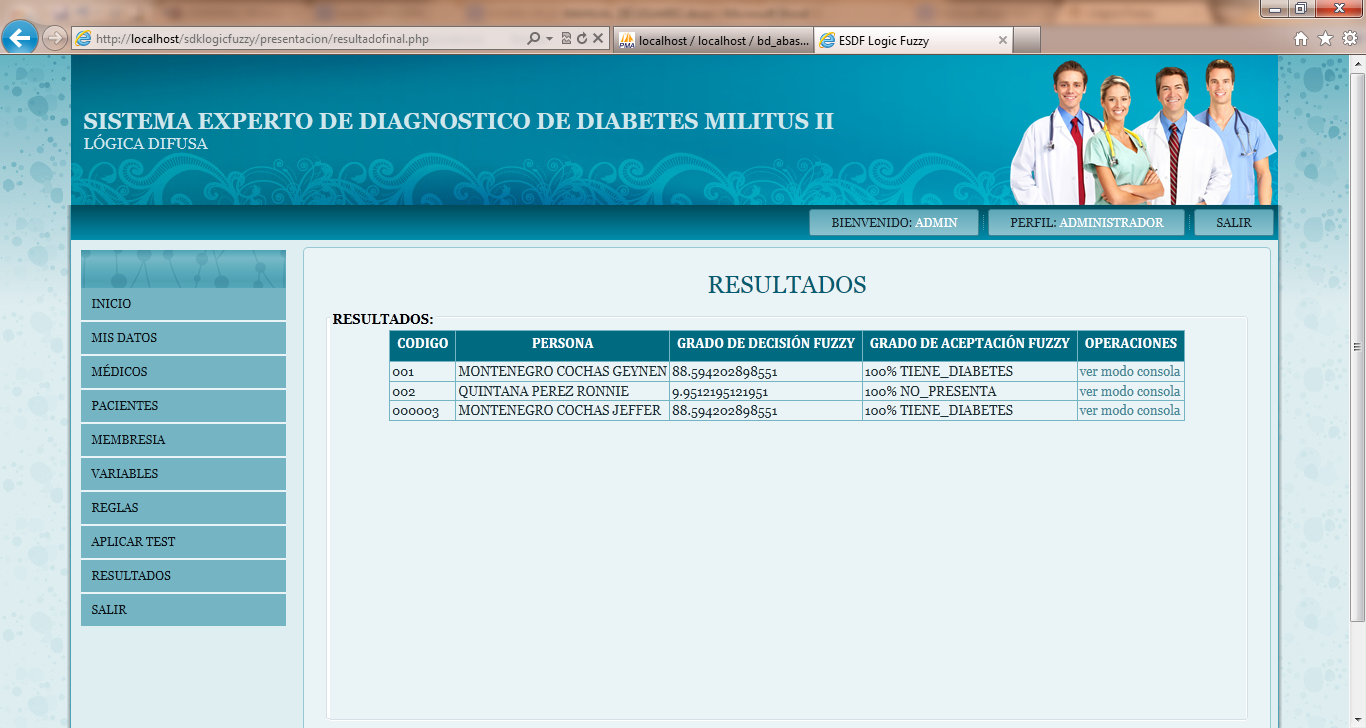 http://localhost/sdklogicfuzzy/presentacion/resultadofinal.php
localhost / localhost / bd_abas...
ESDF Logic Fuzzy
SISTEMA EXPERTO DE DIAGNOSTICO DE DIABETES MILITUS II
LÓGICA DIFUSA
BIENVENIDO: ADMIN
PERFIL: ADMINISTRADOR
SALIR
INICIO
MIS DATOS
MÉDICOS
PACIENTES
MEMBRESIA
VARIABLES
REGLAS
APLICAR TEST
RESULTADOS
SALIR
RESULTADOS
RESULTADOS:
CODIGO PERSONA GRADO DE DECISIÓN FUZZY GRADO DE ACEPTACIÓN FUZZY OPERACIONES
001 MONTENEGRO COCHAS GEYNEN 88.594202898551 100% TIENE_DIABETES ver modo consola
002 QUINTANA PEREZ RONNIE 9.9512195121951 100% NO_PRESENTA ver modo consola
000003 MONTENEGRO COCHAS JEFFER 88.594202898551 100% TIENE_DIABETES ver modo consola